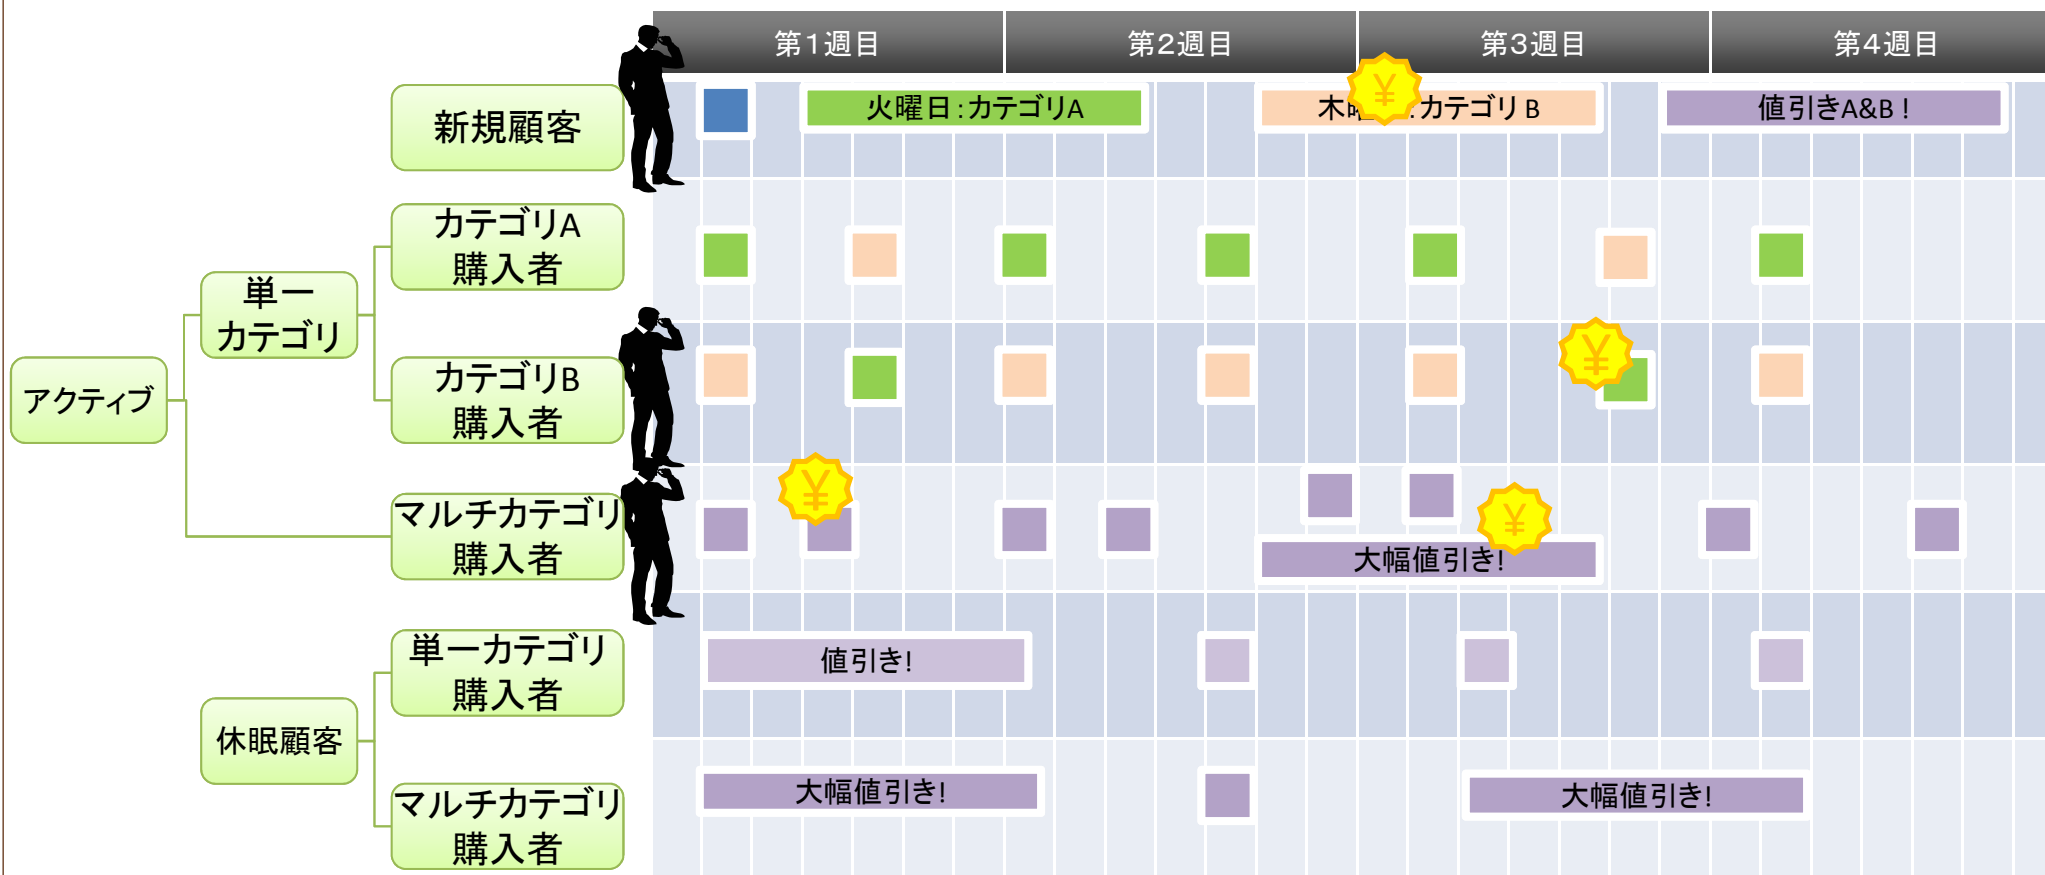 第1週目
第2週目
第3週目
第4週目
新規顧客
火曜日:カテゴリA
¥
カテゴリB
値引きA&B !
アクティブ
単一
カテゴリ
カテゴリA
購入者
カテゴリB
購入者
¥
マルチカテゴリ
購入者
¥
¥
大幅値引き!
休眠顧客
単一カテゴリ
購入者
値引き!
マルチカテゴリ
購入者
大幅値引き!
大幅値引き!